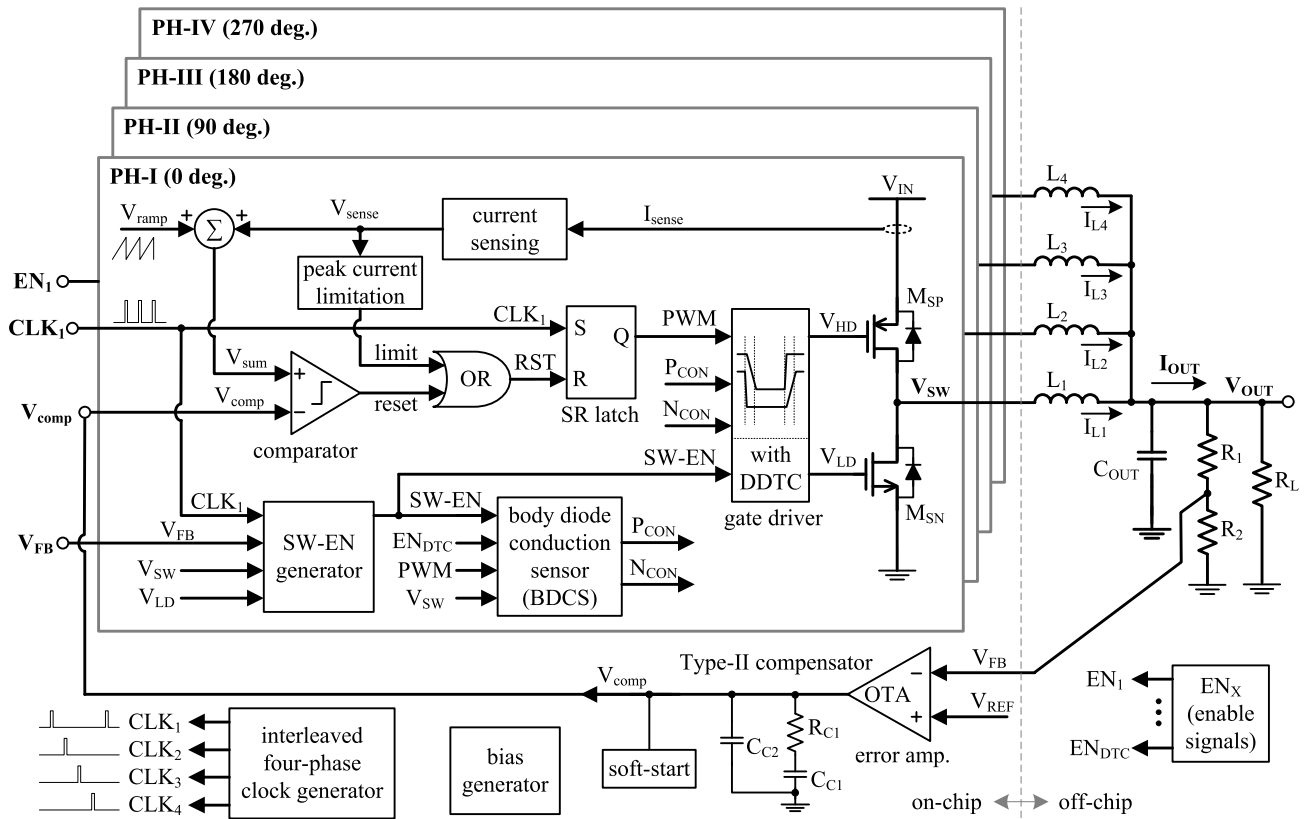 PH-IV (270 deg.)
PH-III (180 deg.)
PH-II (90 deg.)
PH-I (0 deg.)
V_ramp
+
Σ
+
V_sense
current
sensing
I_sense
V_IN
peak current
limitation
EN_1
CLK_1
CLK_1
S
Q
R
SR latch
PWM
P_CON
N_CON
V_HD
M_SP
V_sum
V_comp
V_comp
+
−
comparator
limit
reset
OR
RST
SW-EN
with
DDTC
gate driver
V_LD
M_SN
V_SW
L_4
I_L4
L_3
I_L3
L_2
I_L2
L_1
I_L1
I_OUT
V_OUT
C_OUT
R_1
R_2
R_L
CLK_1
V_FB
V_FB
V_SW
V_LD
SW-EN
generator
SW-EN
EN_DTC
PWM
V_SW
body diode
conduction
sensor
(BDCS)
P_CON
N_CON
V_comp
Type-II compensator
OTA
−
+
error amp.
V_FB
V_REF
EN_1
EN_DTC
EN_X
(enable
signals)
CLK_1
CLK_2
CLK_3
CLK_4
interleaved
four-phase
clock generator
bias
generator
soft-start
C_C2
R_C1
C_C1
on-chip
off-chip